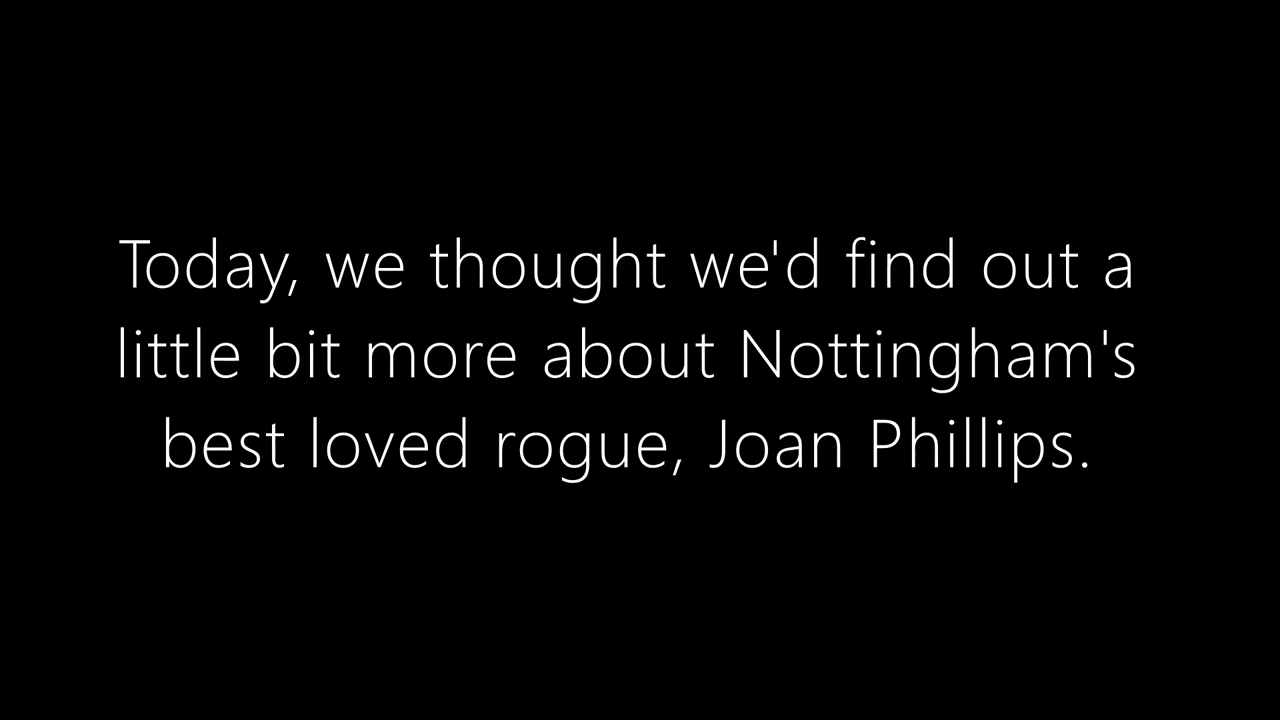 Today, we thought we'd find out a
little bit more about Nottingham's
best loved rogue, Joan Phillips.